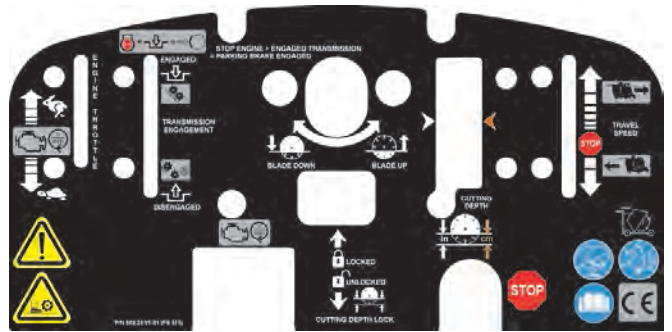 STOP ENGINE + ENGAGED TRANSMISSION
= PARKING BRAKE ENGAGED
ENGINE THROTTLE
ENGAGED
TRANSMISSION
ENGAGEMENT
DISENGAGED
BLADE DOWN
BLADE UP
TRAVEL
SPEED
STOP
CUTTING
DEPTH
in
cm
LOCKED
UNLOCKED
CUTTING DEPTH LOCK
STOP
CE